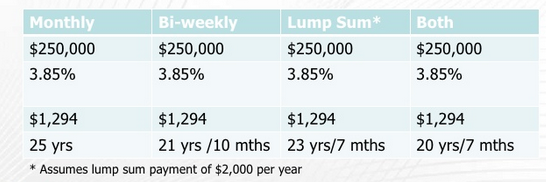 Monthly Bi-weekly Lump Sum* Both
$250,000 $250,000 $250,000 $250,000
3.85% 3.85% 3.85% 3.85%
$1,294 $1,294 $1,294 $1,294
25 yrs 21 yrs /10 mths 23 yrs/7 mths 20 yrs/7 mths
* Assumes lump sum payment of $2,000 per year